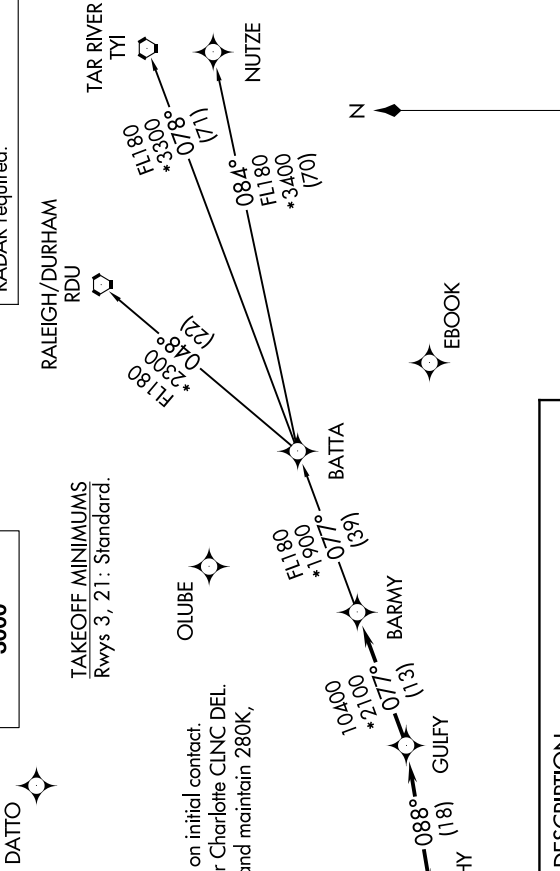 RADAR required.
TAR RIVER
TYI
NUTZE
N
FL180
*3300
078°
(71)
084°
FL180
*3400
(70)
RALEIGH/DURHAM
RDU
FL180
*2300
048°
(22)
EBOOK
BATTA
TAKEOFF MINIMUMS
Rwys 3, 21: Standard.
OLUBE
FL180
*1900
077°
(39)
BARMY
10400
*2100
077°
(13)
GULFY
088°
(18)
HY
DATTO
on initial contact.
r Charlotte CLNC DEL.
and maintain 280K,
DESCRIPTION